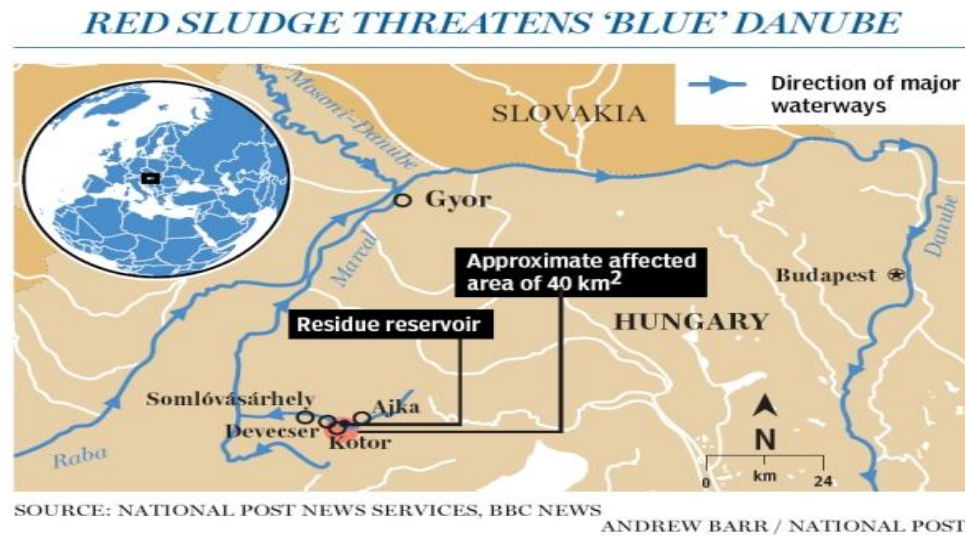 RED SLUDGE THREATENS ‘BLUE’ DANUBE
Direction of major
waterways
SLOVAKIA
Mosoni-Danube
Gyor
Marcal
Danube
Approximate affected
area of 40 km²
Budapest
Residue reservoir
HUNGARY
Somlóvásárhely
Ajka
Devecser
Kotor
Raba
N
km
0 24
SOURCE: NATIONAL POST NEWS SERVICES, BBC NEWS
ANDREW BARR / NATIONAL POST